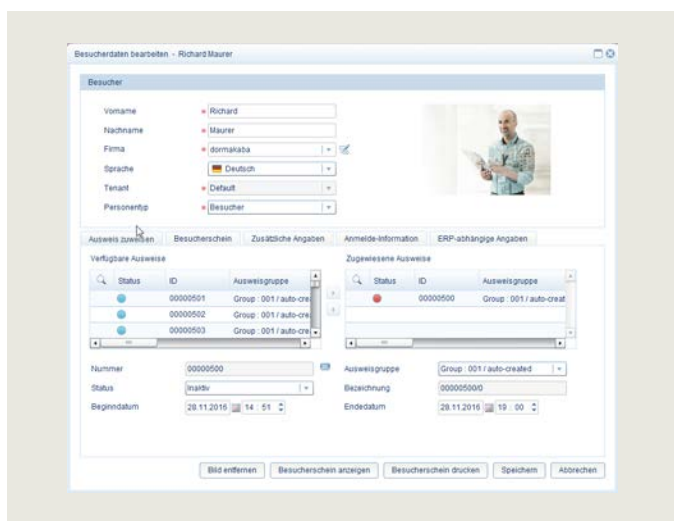 Besucherdaten bearbeiten - Richard Maurer
Besucher
Vorname * Richard
Nachname * Maurer
Firma * dormakaba
Sprache Deutsch
Tenant * Default
Personentyp * Besucher
Ausweis zuweisen Besucherschein Zusätzliche Angaben Anmelde-Information ERP-abhängige Angaben
Verfügbare Ausweise Zugewiesene Ausweise
Status ID Ausweisgruppe Status ID Ausweisgruppe
00000501 Group : 001 / auto-cre 00000500 Group : 001 / auto-creat
00000502 Group : 001 / auto-cre
00000503 Group : 001 / auto-cre
Nummer 00000500 Ausweisgruppe Group : 001 / auto-created
Status Inaktiv Bezeichnung 00000500/0
Beginndatum 28.11.2016 14 : 51 Endedatum 28.11.2016 19 : 00
Bild entfernen Besucherschein anzeigen Besucherschein drucken Speichern Abbrechen